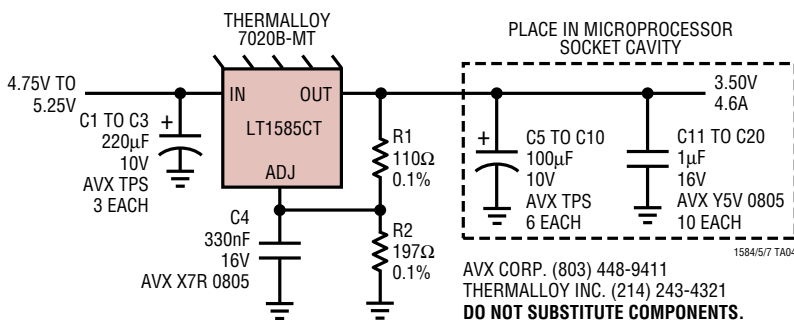 THERMALLOY
7020B-MT
PLACE IN MICROPROCESSOR
SOCKET CAVITY
4.75V TO
5.25V
IN
OUT
LT1585CT
ADJ
C1 TO C3
220μF
10V
AVX TPS
3 EACH
+
R1
110Ω
0.1%
C4
330nF
16V
AVX X7R 0805
R2
197Ω
0.1%
+
C5 TO C10
100μF
10V
AVX TPS
6 EACH
C11 TO C20
1μF
16V
AVX Y5V 0805
10 EACH
3.50V
4.6A
1584/5/7 TA04
AVX CORP. (803) 448-9411
THERMALLOY INC. (214) 243-4321
DO NOT SUBSTITUTE COMPONENTS.